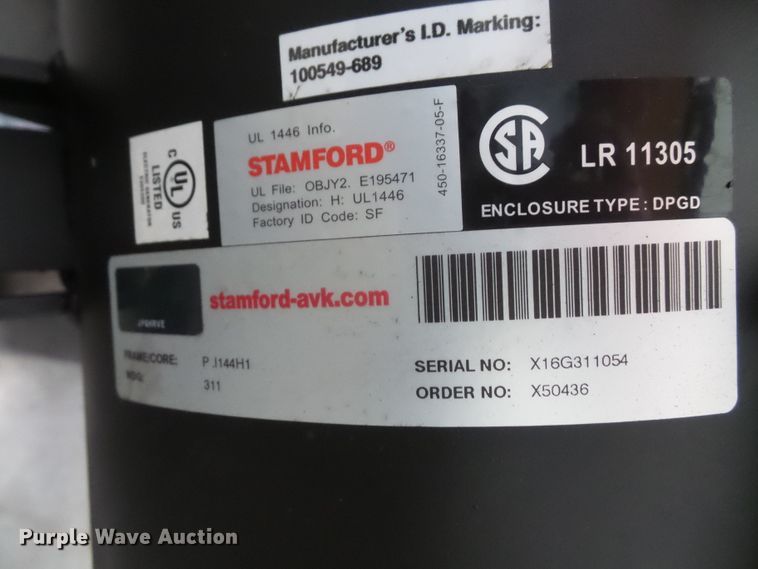 Manufacturer's I.D. Marking:
100549-689
C UL US
LISTED
UL 1446 Info.
STAMFORD®
UL File: OBJY2. E195471
Designation: H: UL1446
Factory ID Code: SF
450-16337-05-F
CSA
LR 11305
ENCLOSURE TYPE : DPGD
stamford-avk.com
FRAME/CORE: P.I144H1
WDG: 311
SERIAL NO: X16G311054
ORDER NO: X50436
Purple Wave Auction